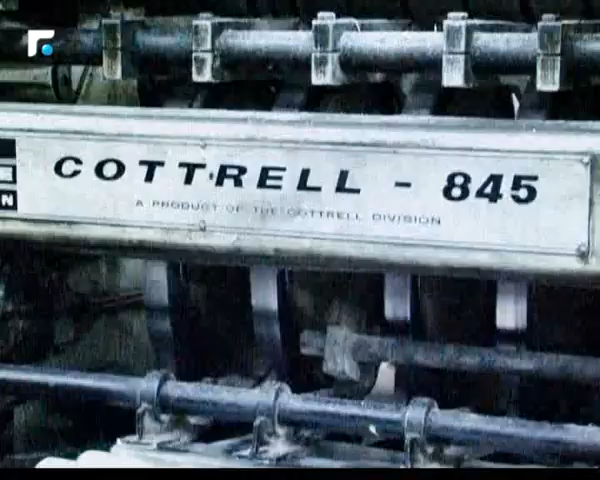 COTTRELL - 845
A PRODUCT OF THE COTTRELL DIVISION
E
N